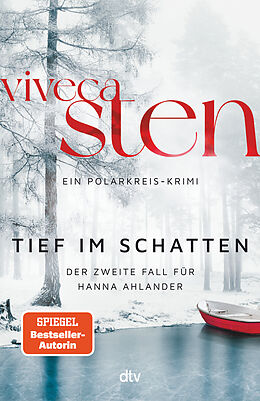 viveca
sten
EIN POLARKREIS-KRIMI
TIEF IM SCHATTEN
DER ZWEITE FALL FÜR
HANNA AHLANDER
SPIEGEL
Bestseller-
Autorin
dtv